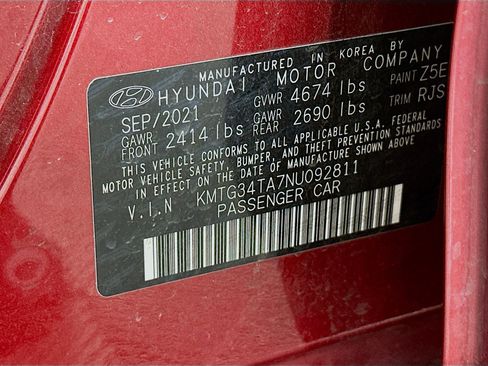 MANUFACTURED IN KOREA BY
HYUNDAI MOTOR COMPANY
SEP/2021 GVWR 4674 lbs PAINT Z5E
GAWR FRONT 2414 lbs GAWR REAR 2690 lbs TRIM RJS
THIS VEHICLE CONFORMS TO ALL APPLICABLE U.S.A. FEDERAL
MOTOR VEHICLE SAFETY, BUMPER, AND THEFT PREVENTION STANDARDS
IN EFFECT ON THE DATE OF MANUFACTURE SHOWN ABOVE.
V.I.N KMTG34TA7NU092811
PASSENGER CAR